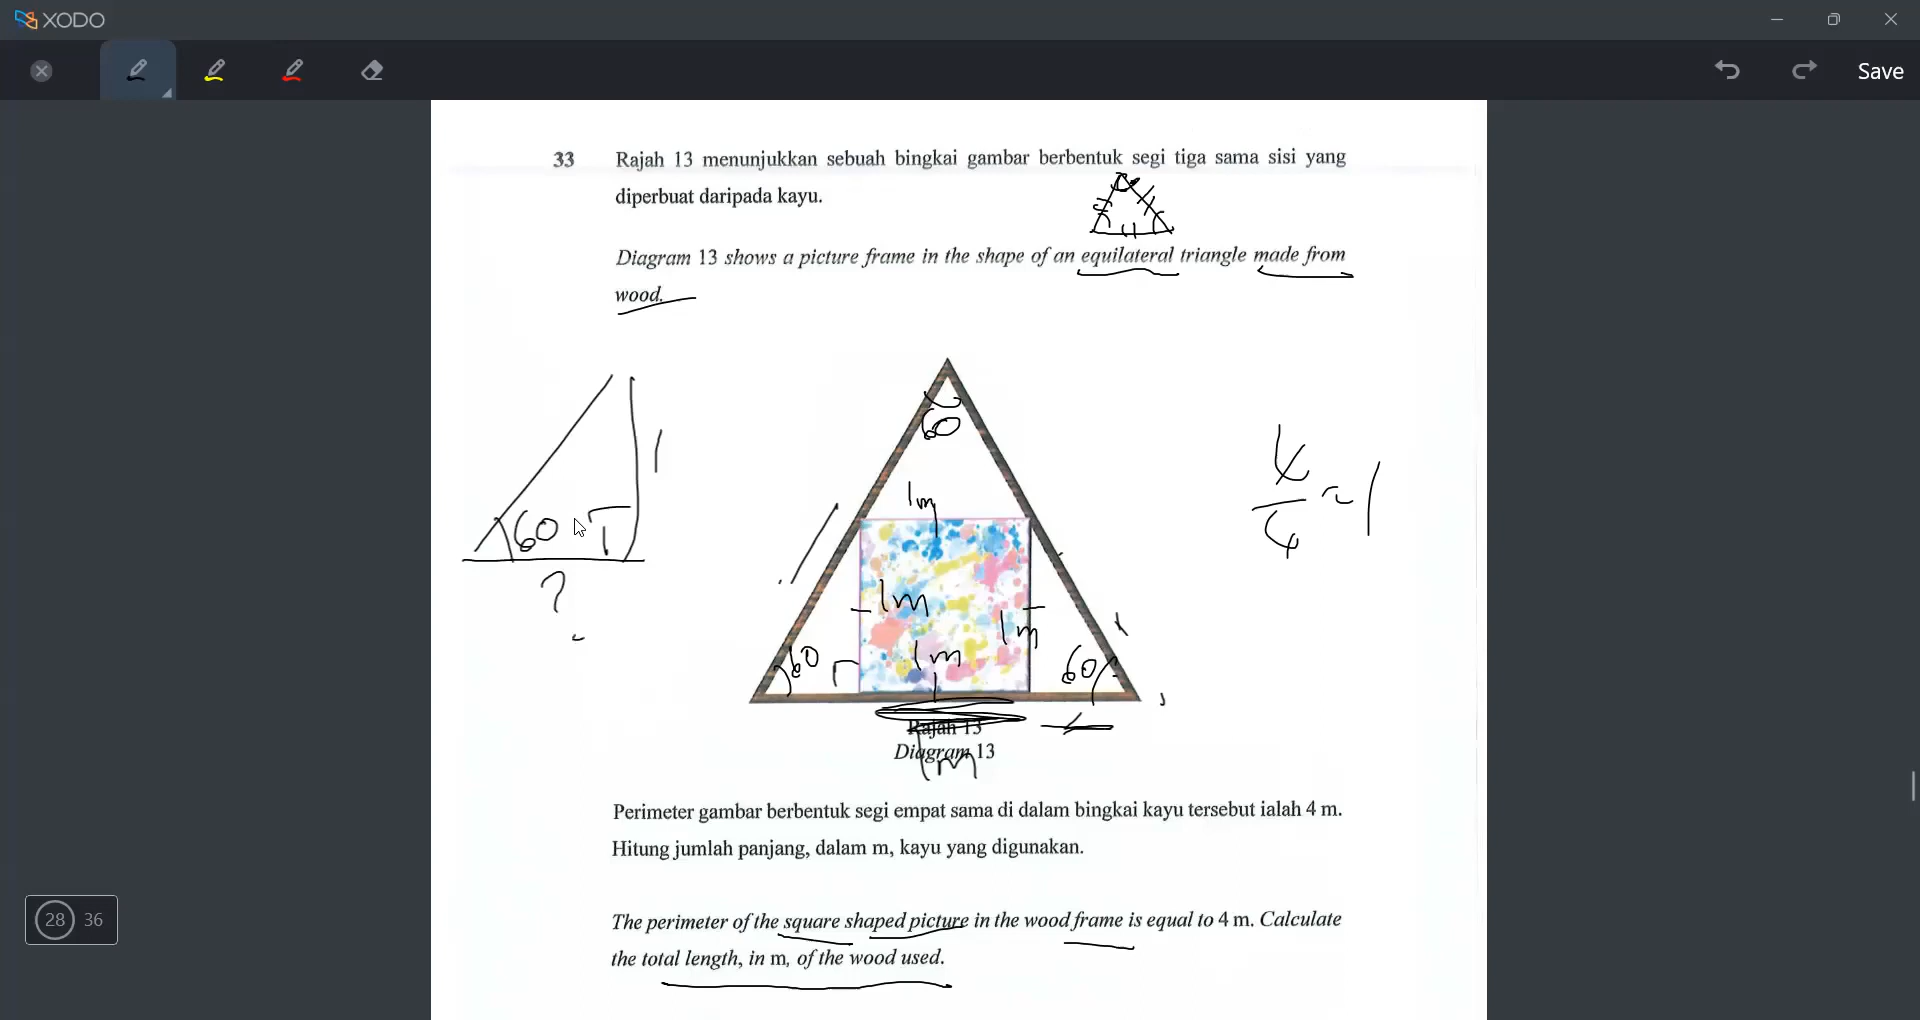 XODO
Save
33 Rajah 13 menunjukkan sebuah bingkai gambar berbentuk segi tiga sama sisi yang
diperbuat daripada kayu.
Diagram 13 shows a picture frame in the shape of an equilateral triangle made from
wood.
60
1m
1
4/4 = 1
60
?
1m
1m
1m
60
60
Rajah 13
Diagram 13
1m
Perimeter gambar berbentuk segi empat sama di dalam bingkai kayu tersebut ialah 4 m.
Hitung jumlah panjang, dalam m, kayu yang digunakan.
28 36
The perimeter of the square shaped picture in the wood frame is equal to 4 m. Calculate
the total length, in m, of the wood used.